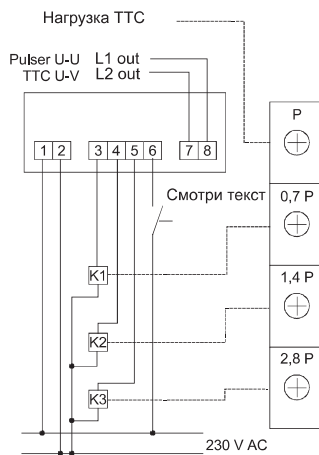 Нагрузка ТТС
Pulser U-U L1 out
TTC U-V L2 out
P
1 2 3 4 5 6 7 8
Смотри текст
0,7 P
K1
1,4 P
K2
2,8 P
K3
230 V AC